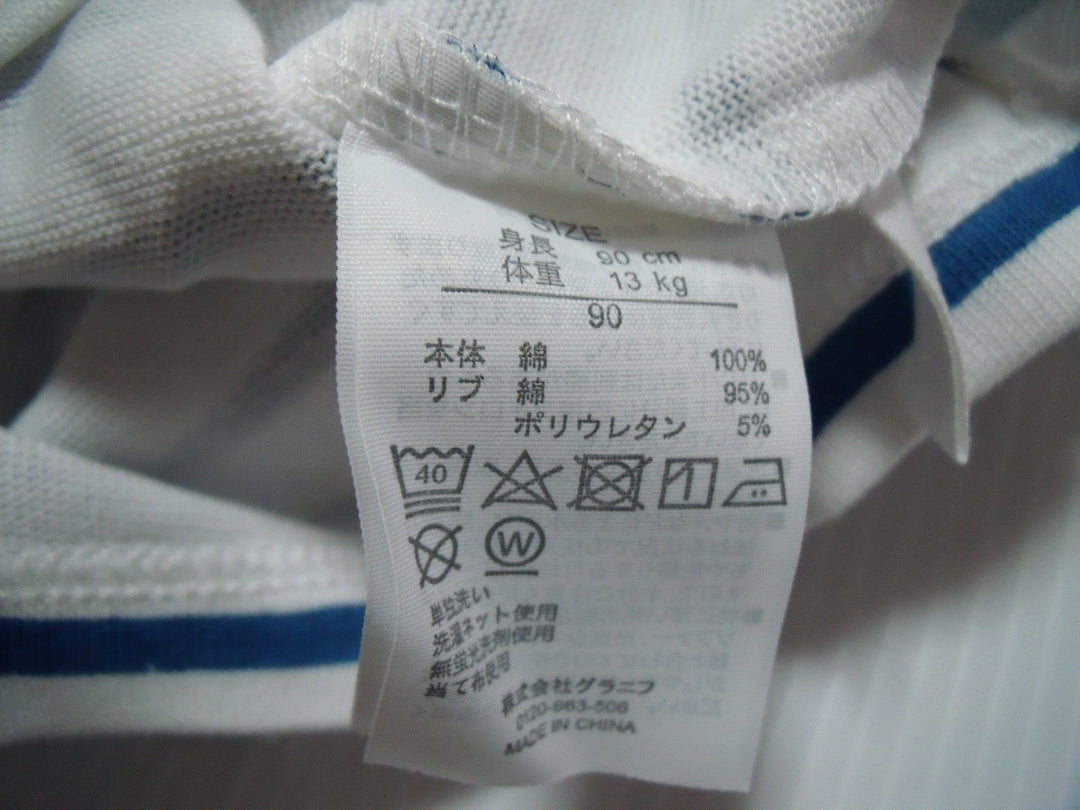 SIZE
身長 90 cm
体重 13 kg
90
本体 綿 100%
リブ 綿 95%
ポリウレタン 5%
40
W
単独洗い
洗濯ネット使用
無蛍光洗剤使用
当て布使用
株式会社グラニフ
0120-963-506
MADE IN CHINA